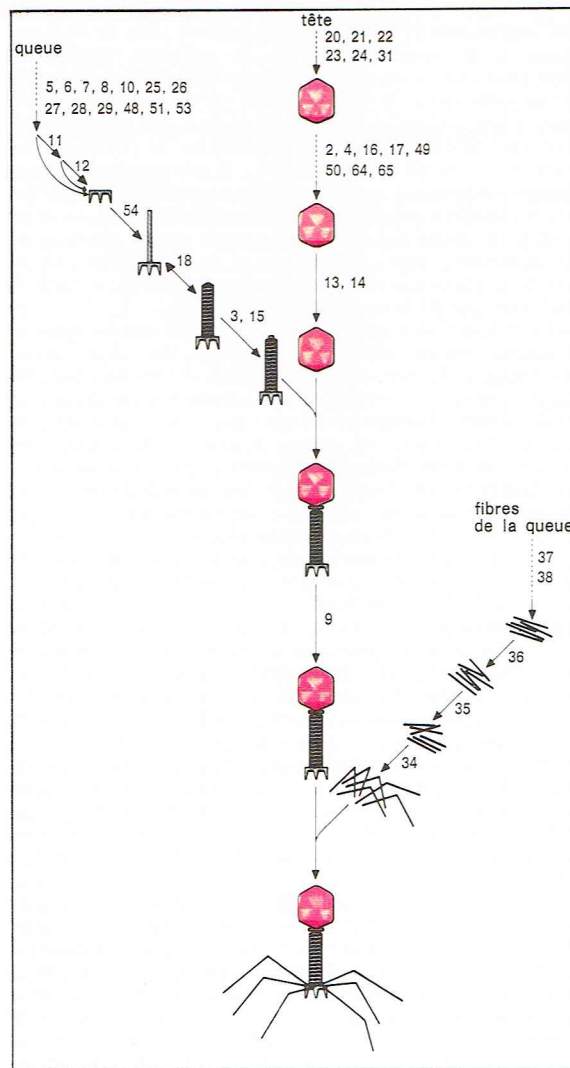 tête
20, 21, 22
23, 24, 31
queue
5, 6, 7, 8, 10, 25, 26
27, 28, 29, 48, 51, 53
11
12
2, 4, 16, 17, 49
50, 64, 65
54
18
13, 14
3, 15
fibres
de la queue
37
38
9
36
35
34